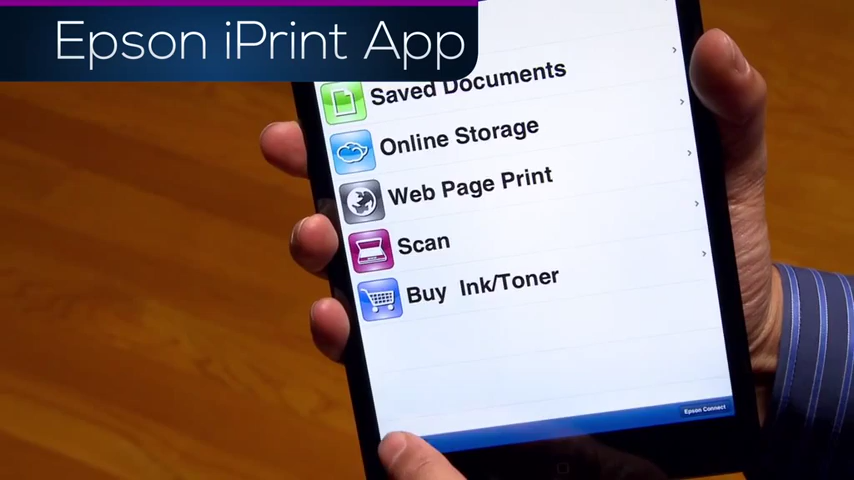 Epson iPrint App
Saved Documents
Online Storage
Web Page Print
Scan
Buy Ink/Toner
Epson Connect